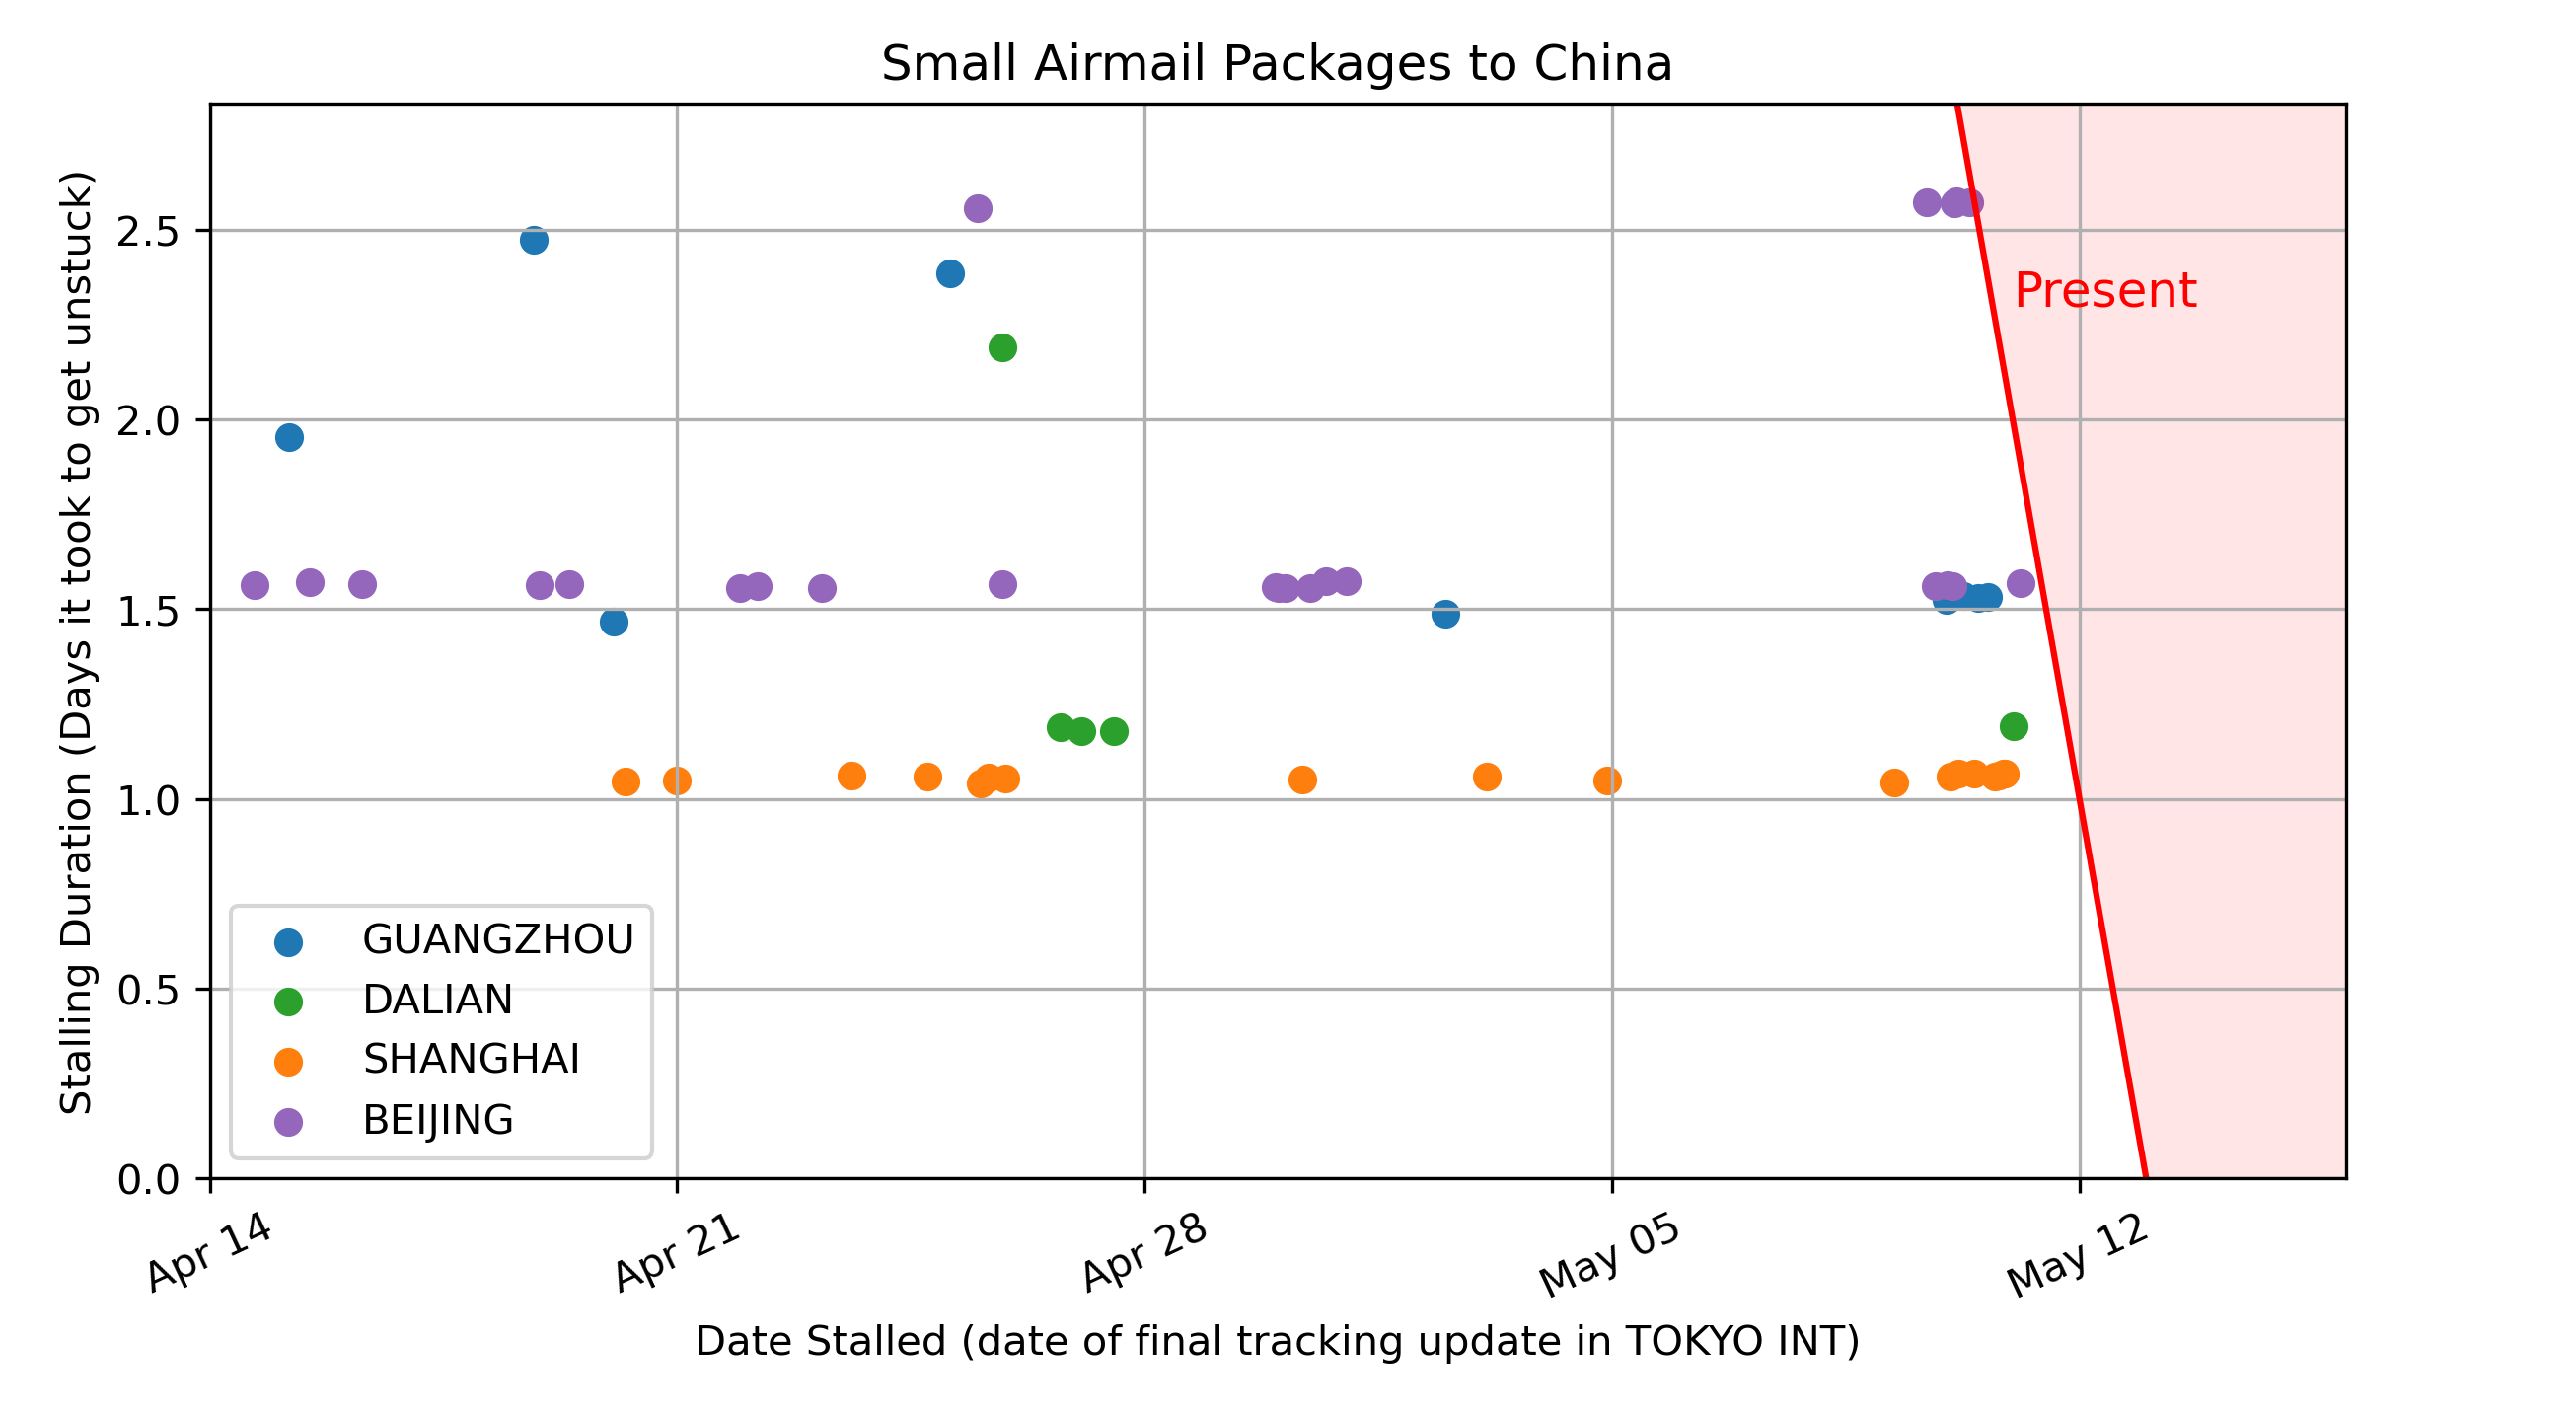 Small Airmail Packages to China
Stalling Duration (Days it took to get unstuck)
2.5
2.0
1.5
1.0
0.5
0.0
Present
GUANGZHOU
DALIAN
SHANGHAI
BEIJING
Apr 14
Apr 21
Apr 28
May 05
May 12
Date Stalled (date of final tracking update in TOKYO INT)